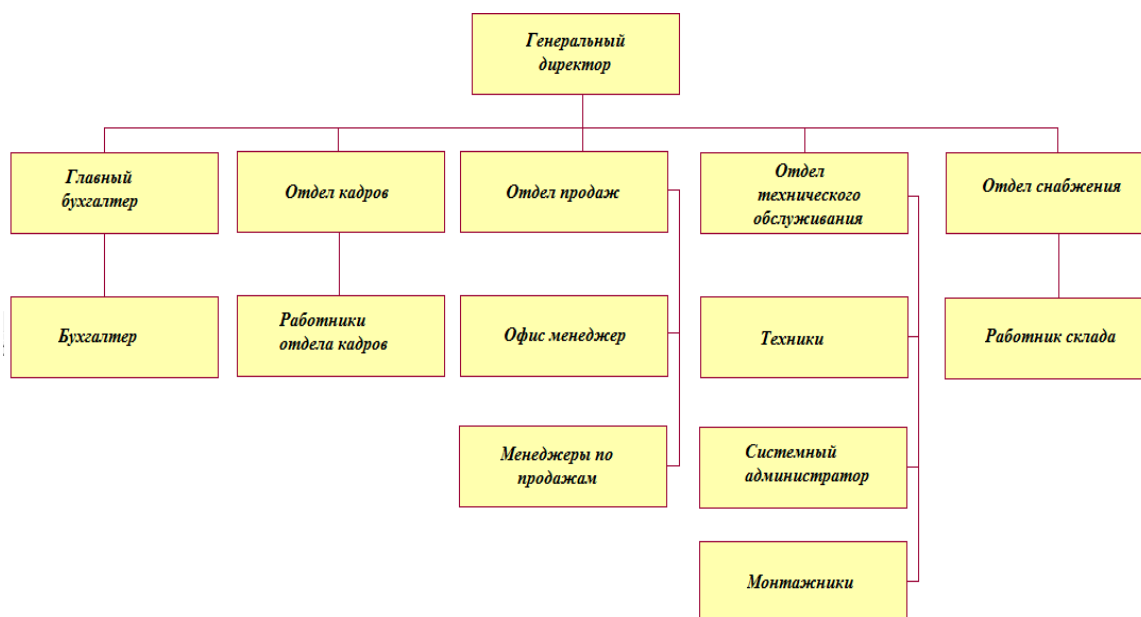 Генеральный
директор
Главный
бухгалтер
Отдел кадров
Отдел продаж
Отдел
технического
обслуживания
Отдел снабжения
Бухгалтер
Работники
отдела кадров
Офис менеджер
Техники
Работник склада
Менеджеры по
продажам
Системный
администратор
Монтажники